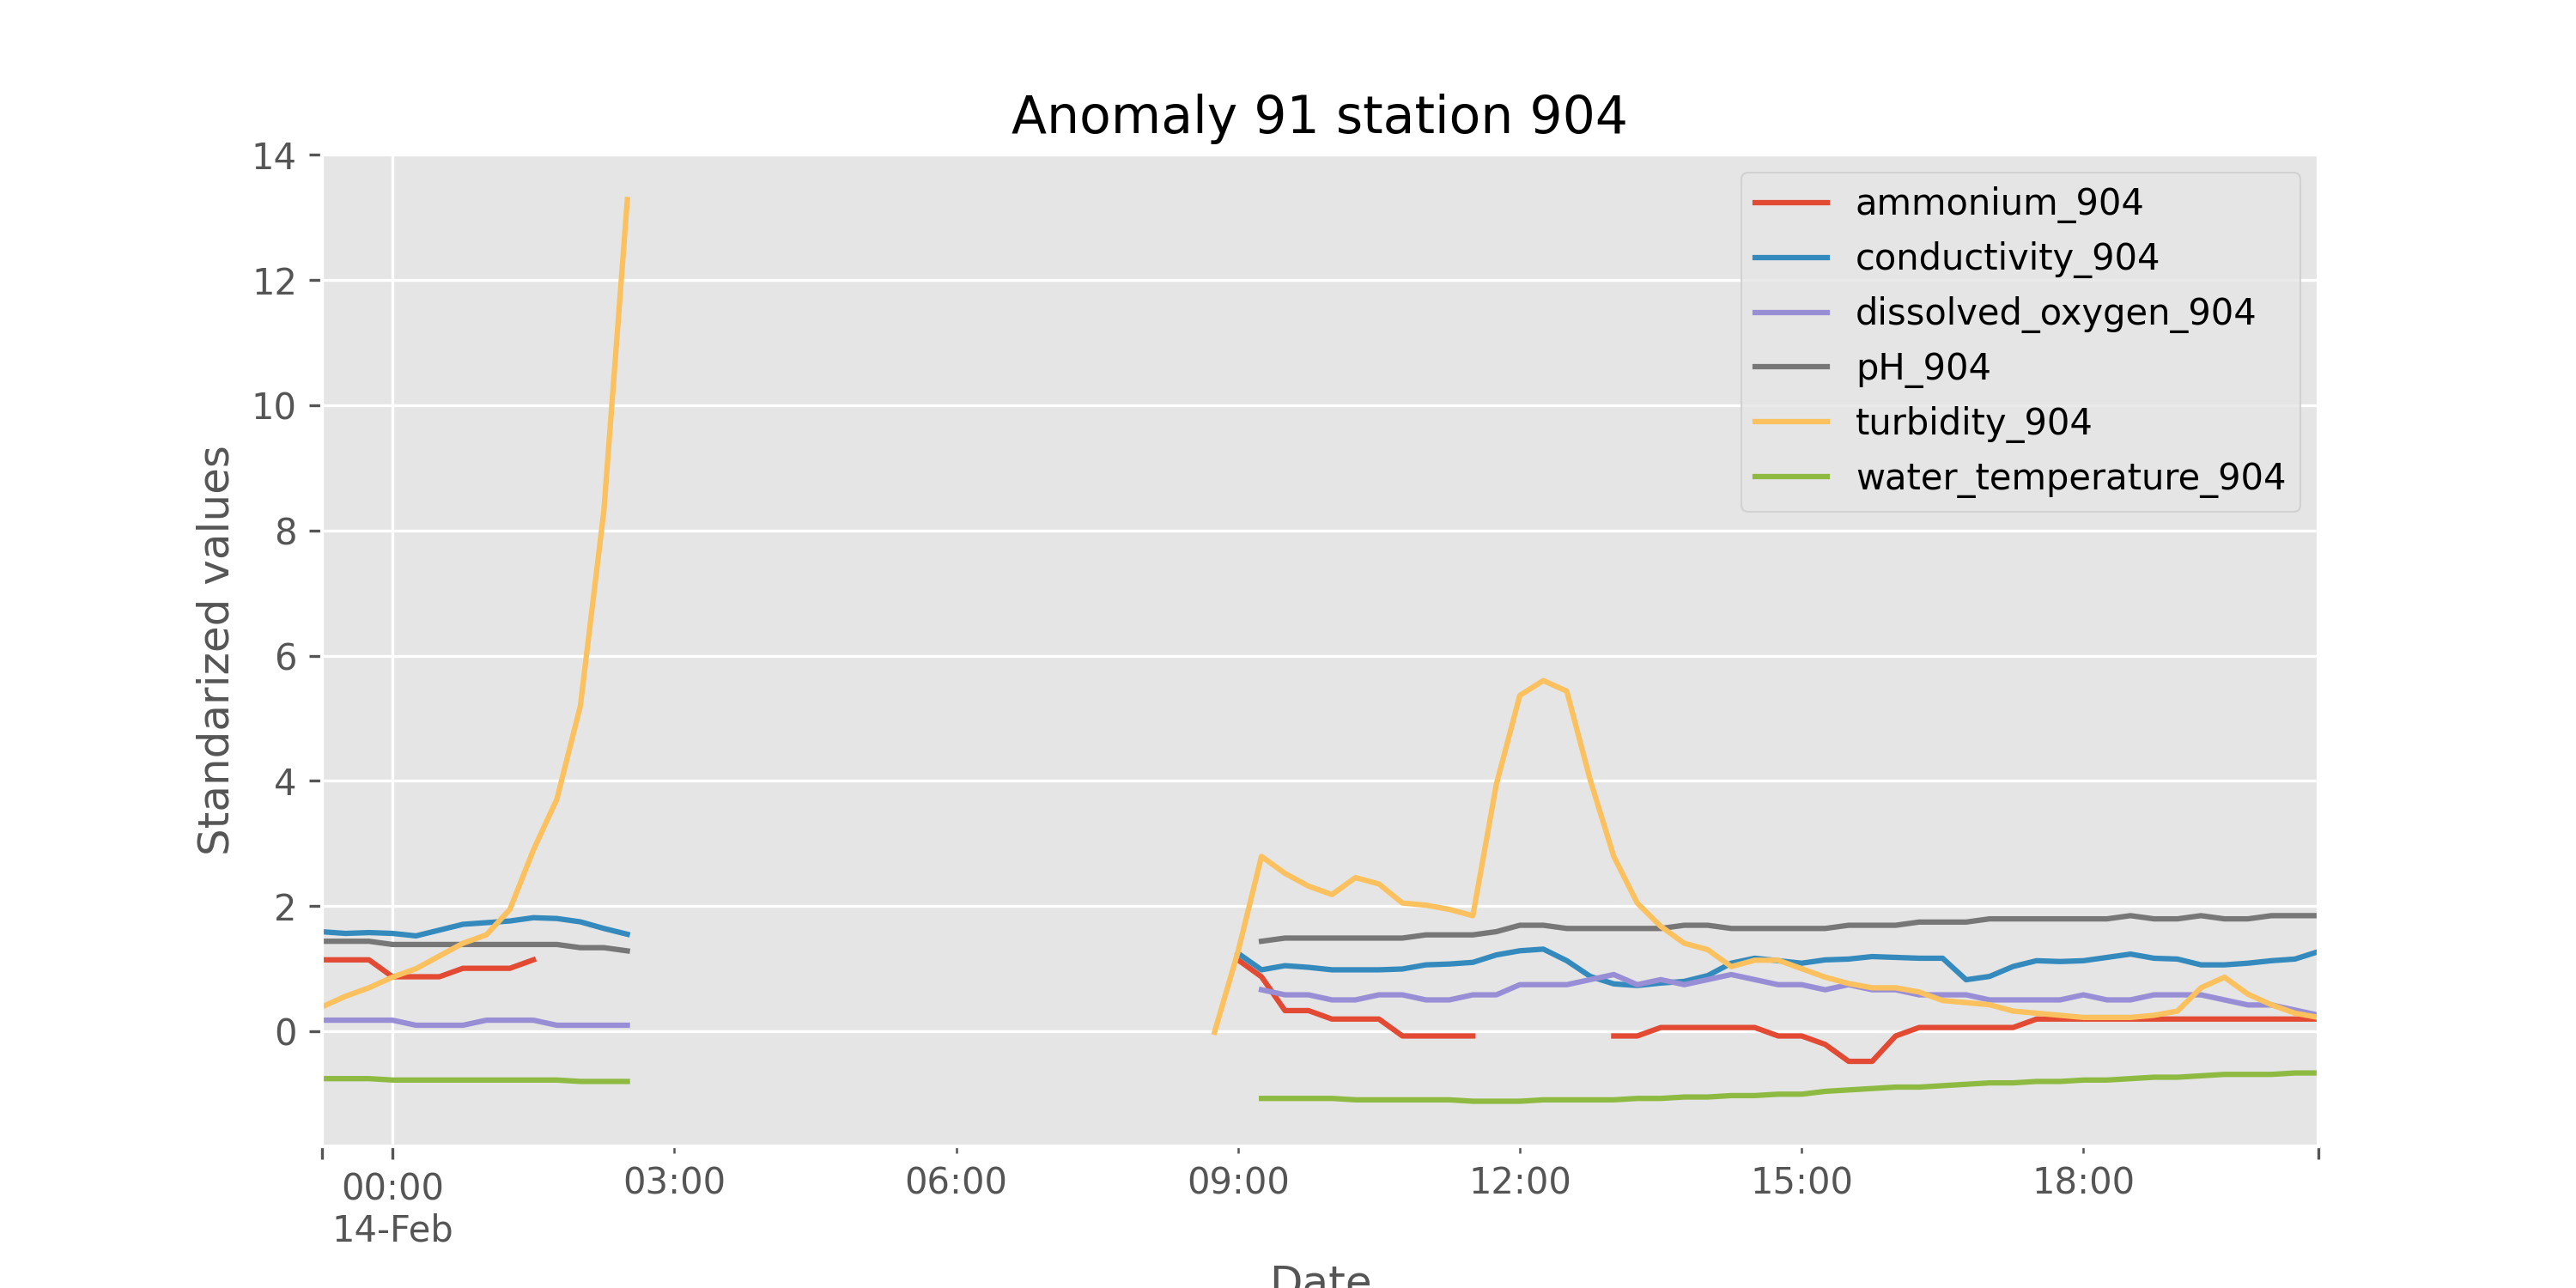 Anomaly 91 station 904
14
12
10
8
6
4
2
0
Standarized values
ammonium_904
conductivity_904
dissolved_oxygen_904
pH_904
turbidity_904
water_temperature_904
00:00 03:00 06:00 09:00 12:00 15:00 18:00
14-Feb
Date